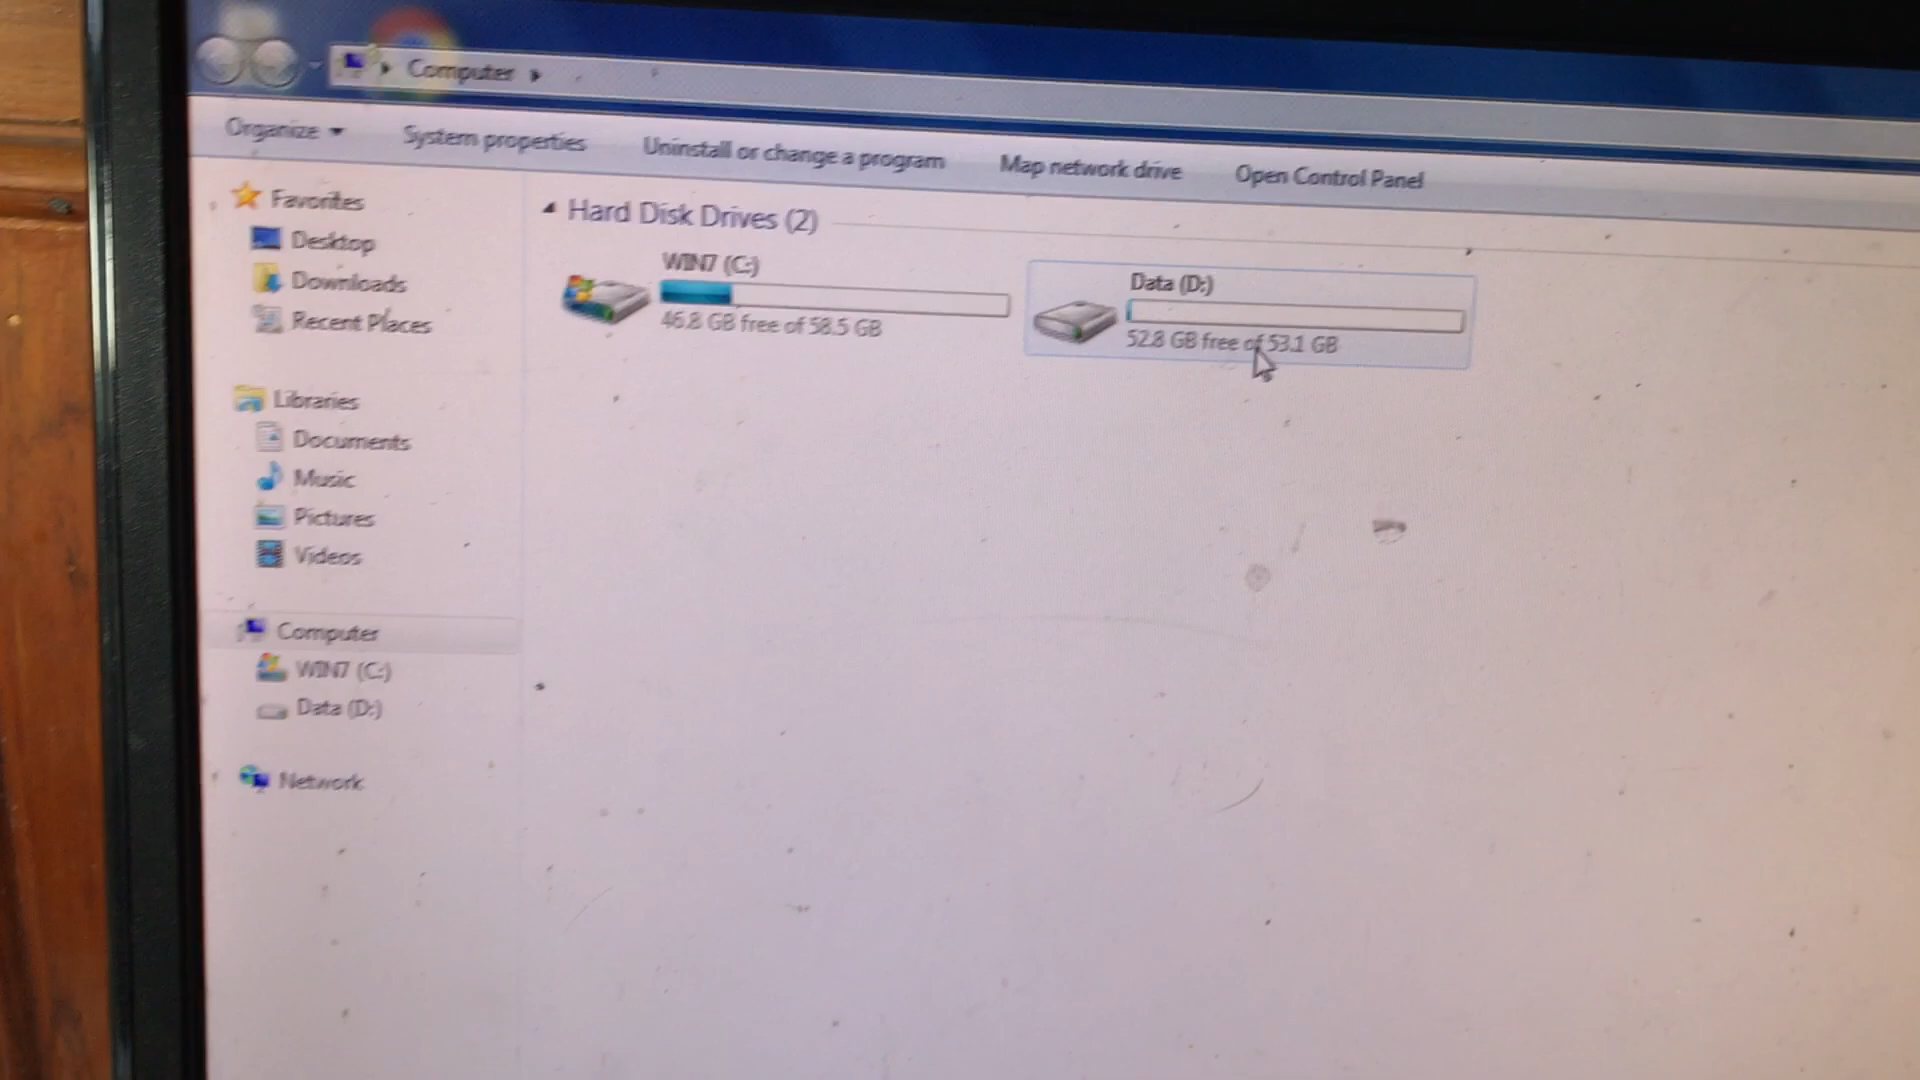 Computer
Organize
System properties
Uninstall or change a program
Map network drive
Open Control Panel
Favorites
Desktop
Downloads
Recent Places
Libraries
Documents
Music
Pictures
Videos
Computer
WIN7 (C:)
Data (D:)
Network
Hard Disk Drives (2)
WIN7 (C:)
46.8 GB free of 58.5 GB
Data (D:)
52.8 GB free of 53.1 GB